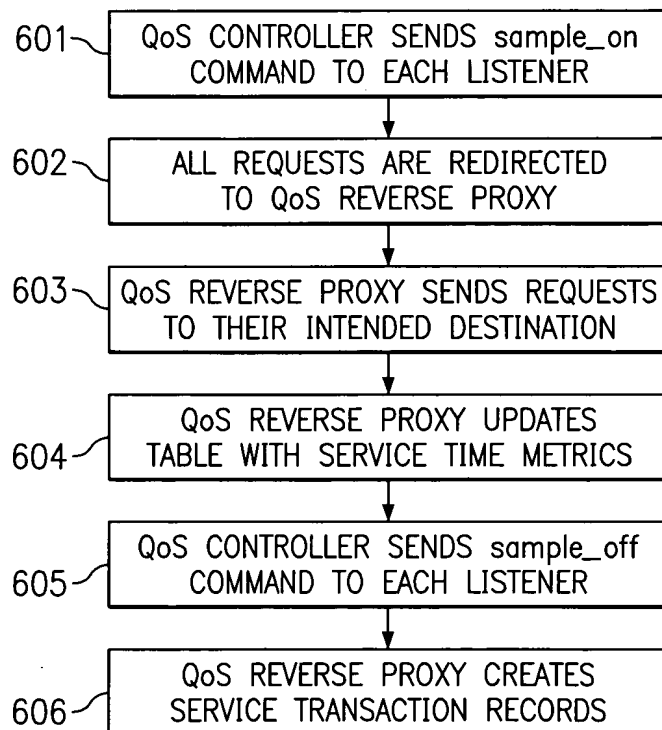 601
QoS CONTROLLER SENDS sample_on
COMMAND TO EACH LISTENER
602
ALL REQUESTS ARE REDIRECTED
TO QoS REVERSE PROXY
603
QoS REVERSE PROXY SENDS REQUESTS
TO THEIR INTENDED DESTINATION
604
QoS REVERSE PROXY UPDATES
TABLE WITH SERVICE TIME METRICS
605
QoS CONTROLLER SENDS sample_off
COMMAND TO EACH LISTENER
606
QoS REVERSE PROXY CREATES
SERVICE TRANSACTION RECORDS